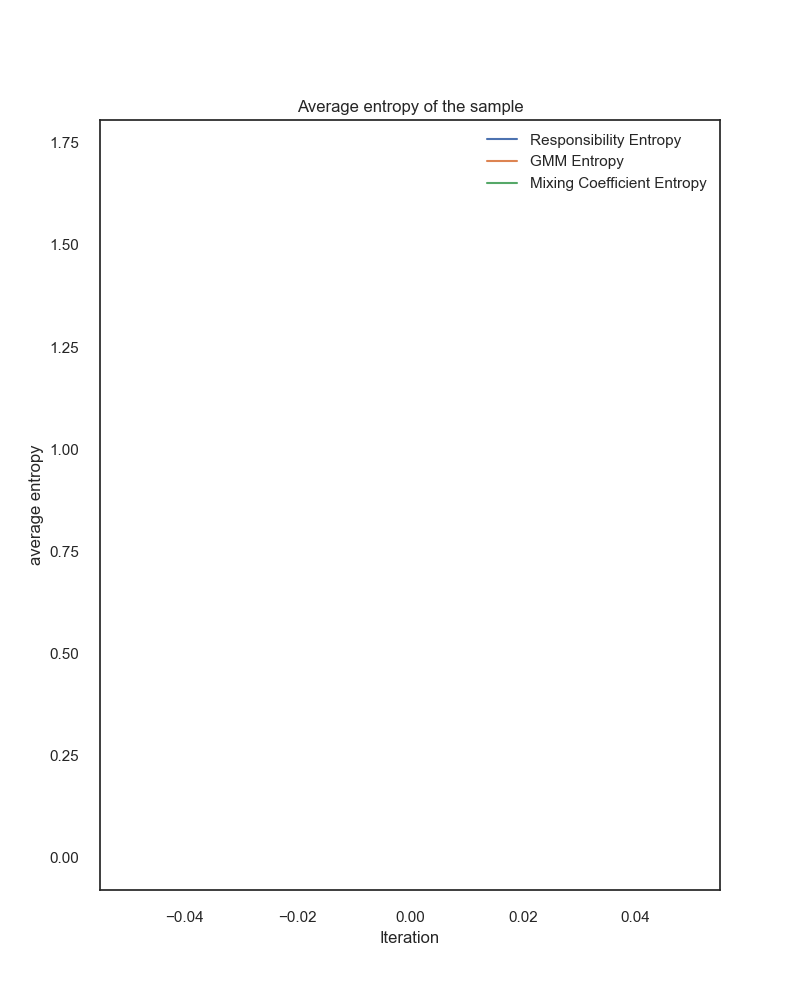 Average entropy of the sample
Responsibility Entropy
GMM Entropy
Mixing Coefficient Entropy
1.75
1.50
1.25
1.00
0.75
0.50
0.25
0.00
average entropy
−0.04
−0.02
0.00
0.02
0.04
Iteration